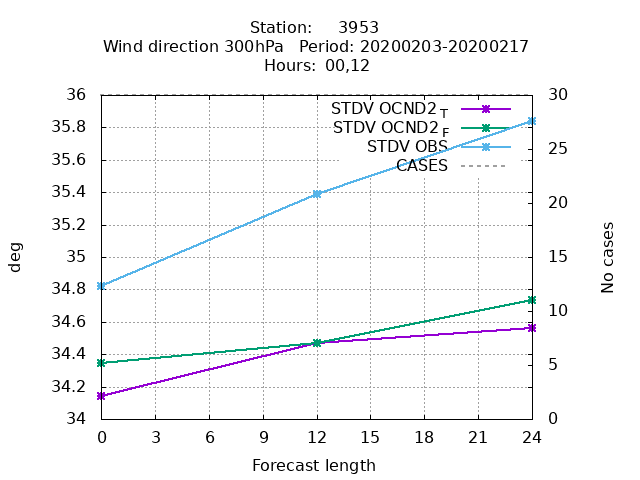 Station: 3953
Wind direction 300hPa Period: 20200203-20200217
Hours: 00,12
36
35.8
35.6
35.4
35.2
35
34.8
34.6
34.4
34.2
34
30
25
20
15
10
5
0
STDV OCND2_T
STDV OCND2_F
STDV OBS
CASES
deg
No cases
0 3 6 9 12 15 18 21 24
Forecast length